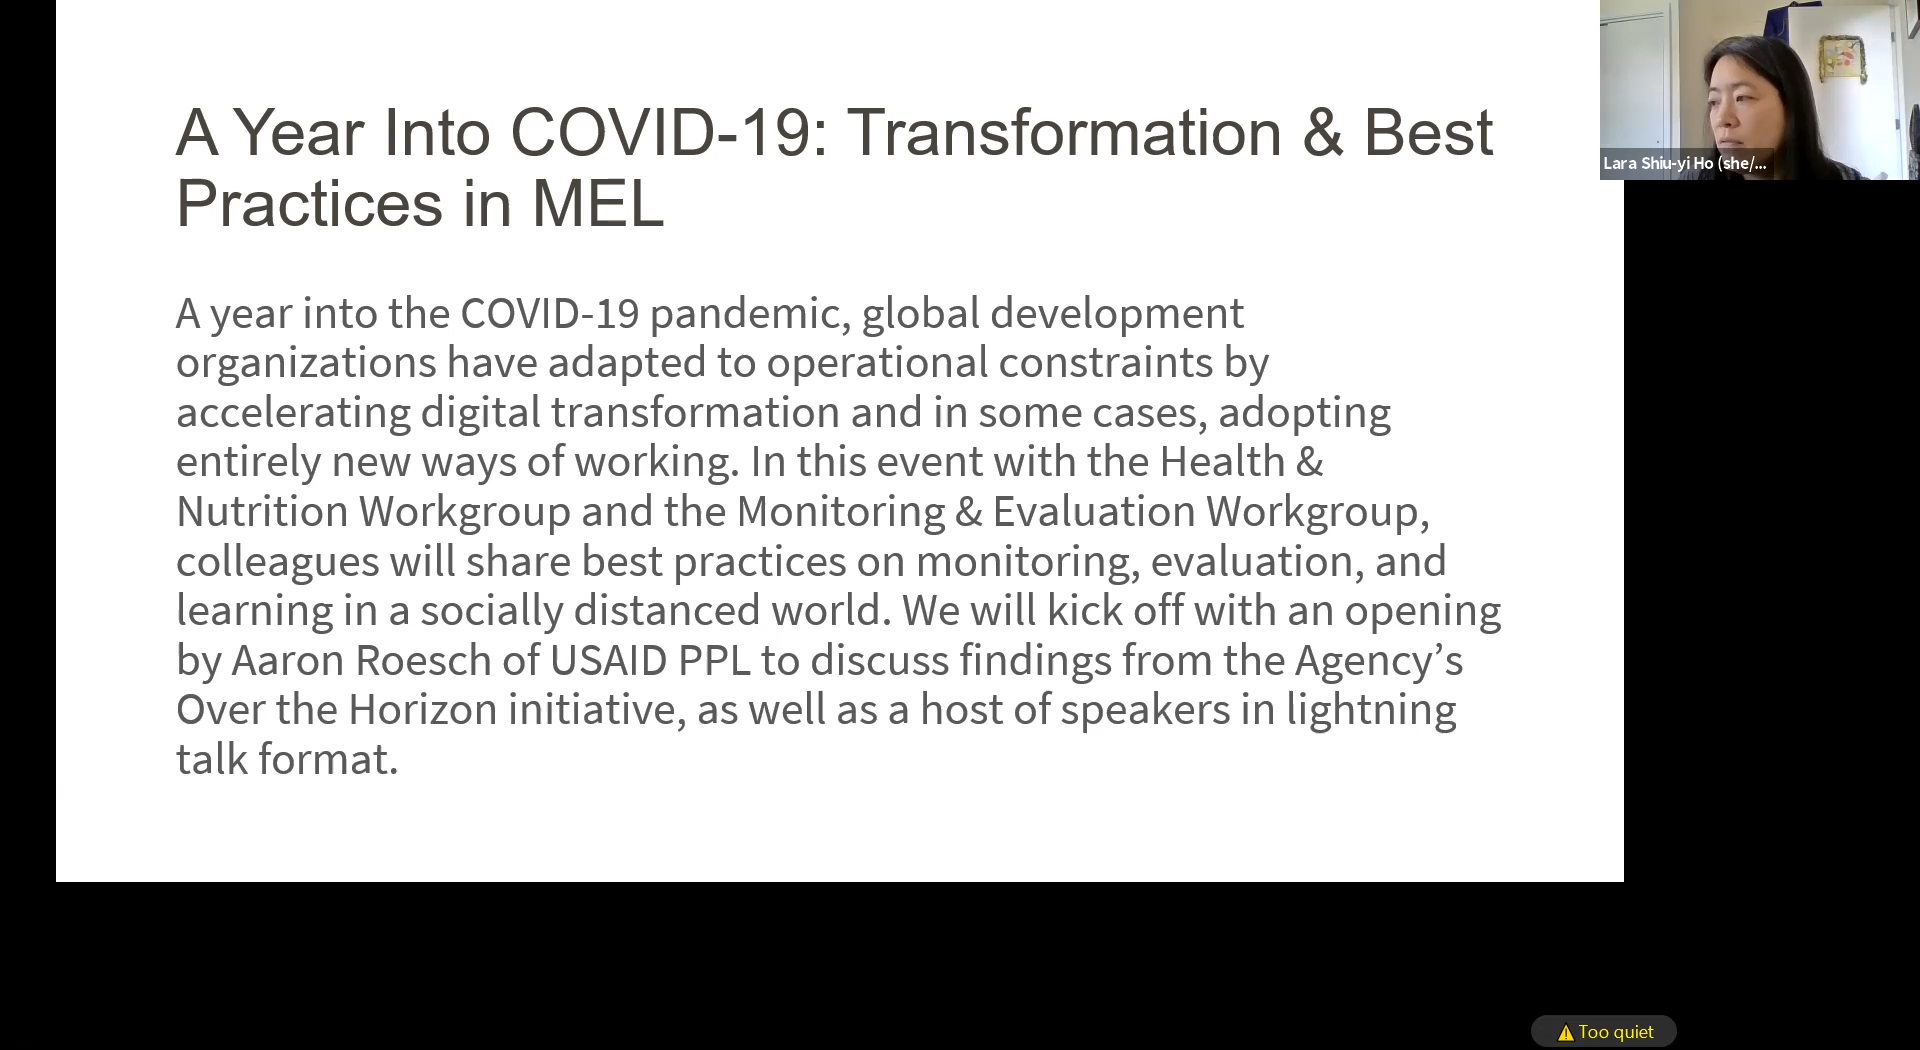 A Year Into COVID-19: Transformation & Best
Practices in MEL
A year into the COVID-19 pandemic, global development
organizations have adapted to operational constraints by
accelerating digital transformation and in some cases, adopting
entirely new ways of working. In this event with the Health &
Nutrition Workgroup and the Monitoring & Evaluation Workgroup,
colleagues will share best practices on monitoring, evaluation, and
learning in a socially distanced world. We will kick off with an opening
by Aaron Roesch of USAID PPL to discuss findings from the Agency’s
Over the Horizon initiative, as well as a host of speakers in lightning
talk format.
Lara Shiu-yi Ho (she/...
Too quiet